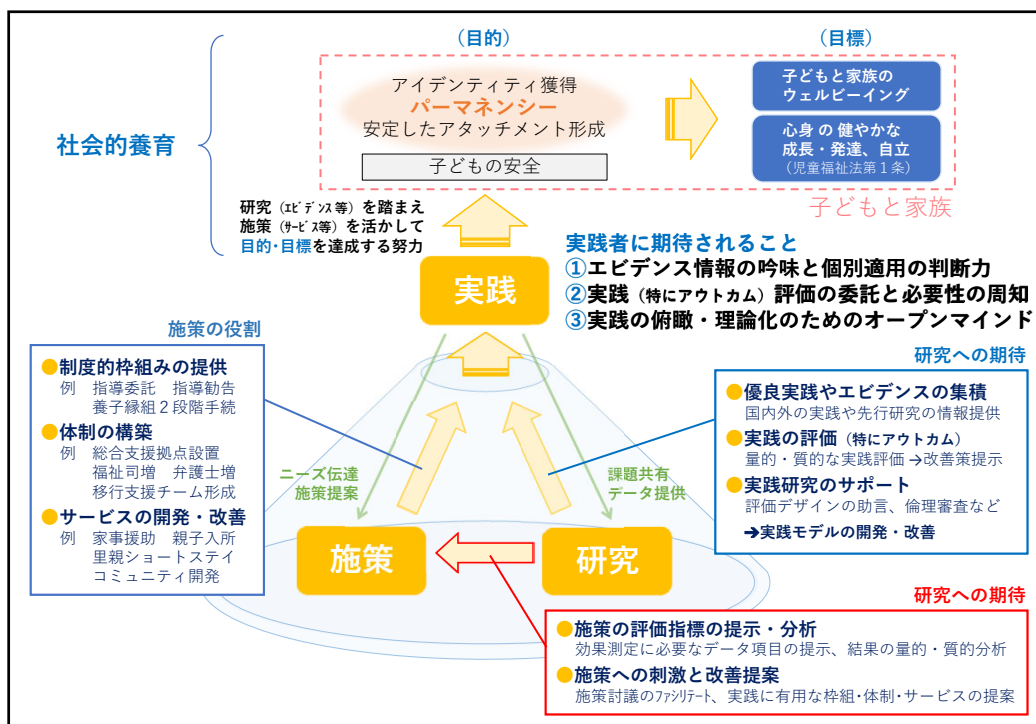 (目的)
(目標)
アイデンティティ獲得
パーマネンシー
安定したアタッチメント形成
子どもの安全
子どもと家族の
ウェルビーイング
心身の健やかな
成長・発達、自立
(児童福祉法第1条)
子どもと家族
社会的養育
研究(エビデンス等)を踏まえ
施策(サービス等)を活かして
目的・目標を達成する努力
実践
実践者に期待されること
①エビデンス情報の吟味と個別適用の判断力
②実践(特にアウトカム)評価の委託と必要性の周知
③実践の俯瞰・理論化のためのオープンマインド
施策の役割
●制度的枠組みの提供
例 指導委託 指導勧告
養子縁組2段階手続
●体制の構築
例 総合支援拠点設置
福祉司増 弁護士増
移行支援チーム形成
●サービスの開発・改善
例 家事援助 親子入所
里親ショートステイ
コミュニティ開発
ニーズ伝達
施策提案
課題共有
データ提供
施策
研究
研究への期待
●優良実践やエビデンスの集積
国内外の実践や先行研究の情報提供
●実践の評価(特にアウトカム)
量的・質的な実践評価→改善策提示
●実践研究のサポート
評価デザインの助言、倫理審査など
➔実践モデルの開発・改善
研究への期待
●施策の評価指標の提示・分析
効果測定に必要なデータ項目の提示、結果の量的・質的分析
●施策への刺激と改善提案
施策討議のファシリテート、実践に有用な枠組・体制・サービスの提案